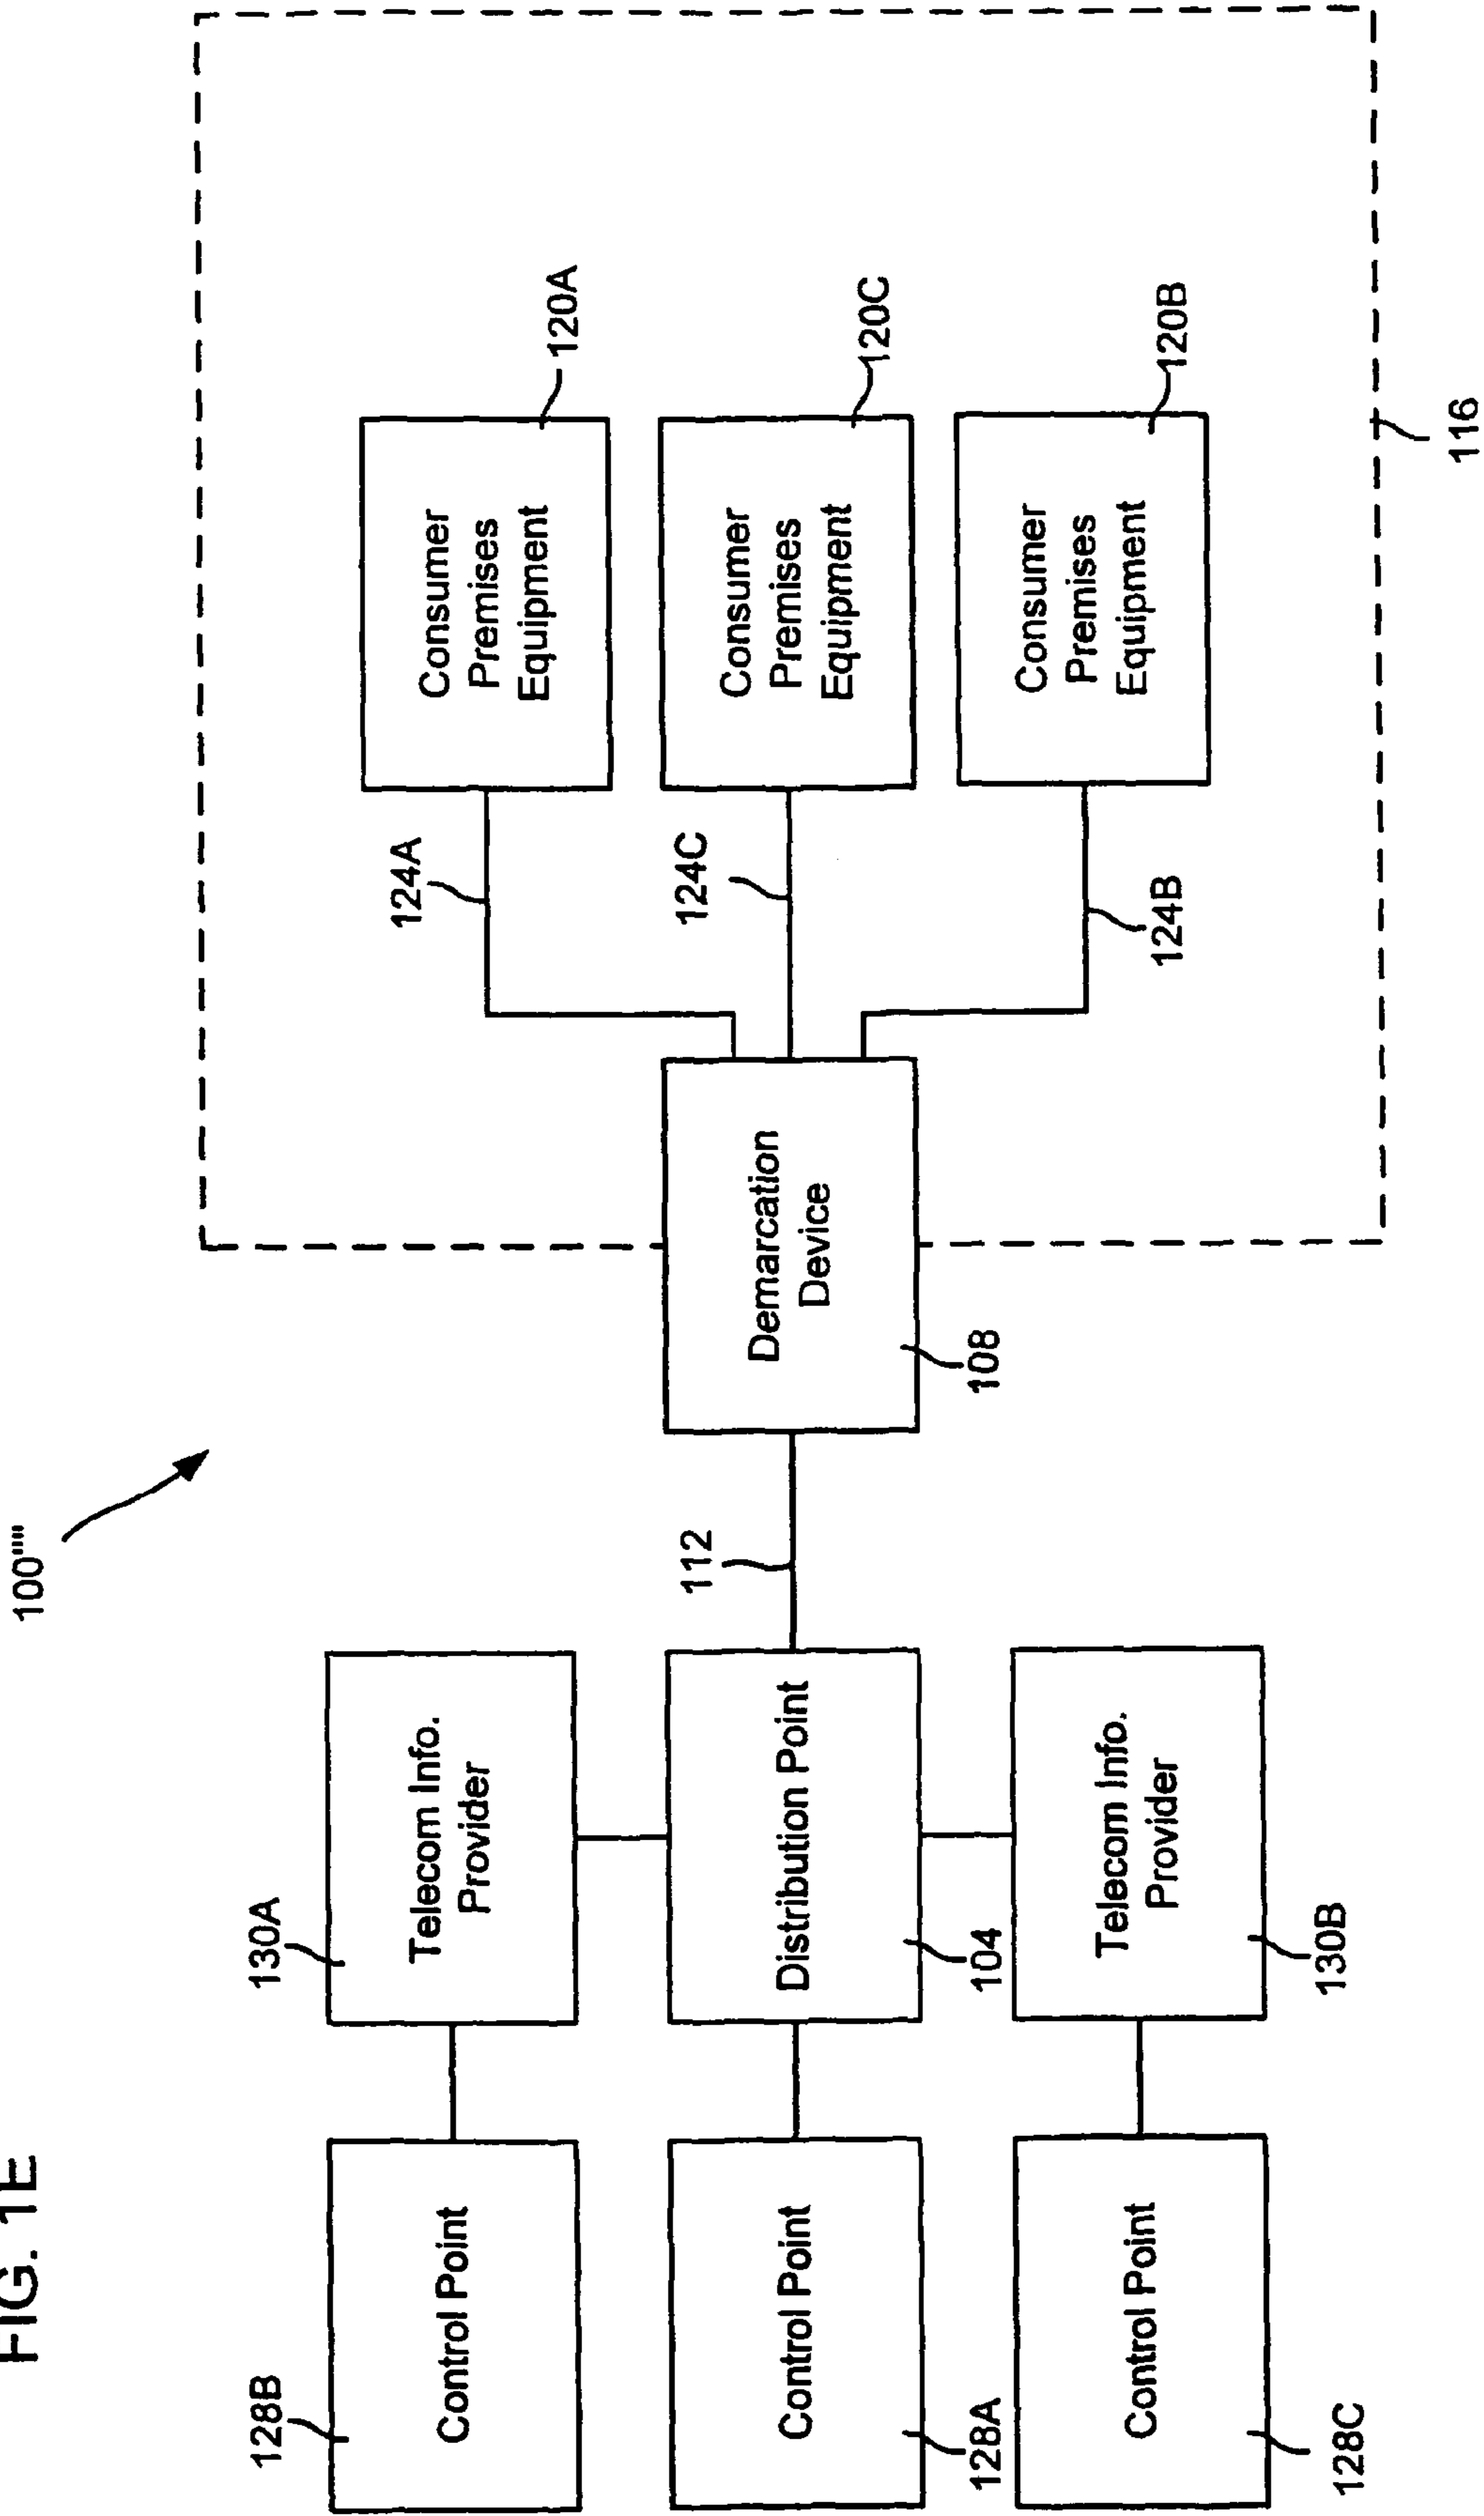 FIG. 1E
100""
128B
Control Point
130A
Telecom Info.
Provider
124A
Consumer
Premises
Equipment
120A
Control Point
128A
Distribution Point
104
112
Demarcation
Device
108
124C
Consumer
Premises
Equipment
120C
Control Point
128C
Telecom Info.
Provider
130B
124B
Consumer
Premises
Equipment
120B
116